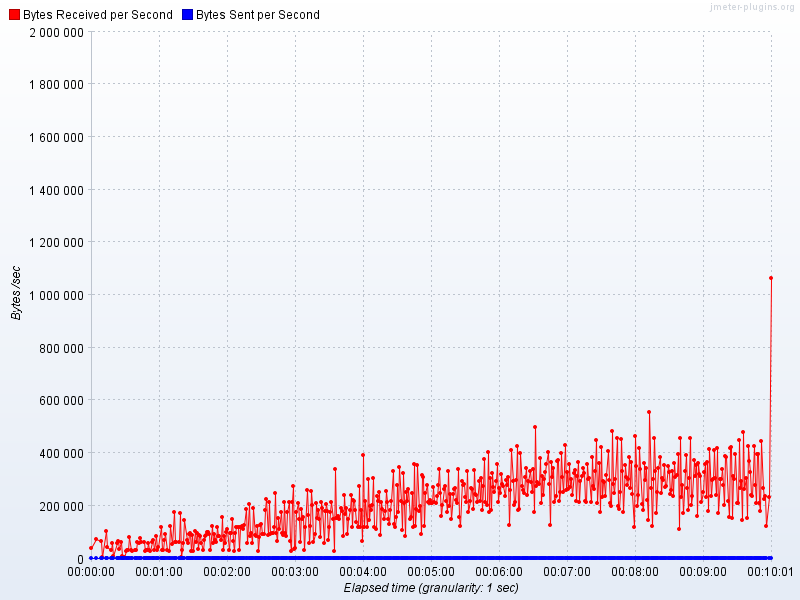 jmeter-plugins.org
Bytes Received per Second Bytes Sent per Second
2 000 000
1 800 000
1 600 000
1 400 000
1 200 000
1 000 000
800 000
600 000
400 000
200 000
0
Bytes /sec
00:00:00 00:01:00 00:02:00 00:03:00 00:04:00 00:05:00 00:06:00 00:07:00 00:08:00 00:09:00 00:10:01
Elapsed time (granularity: 1 sec)